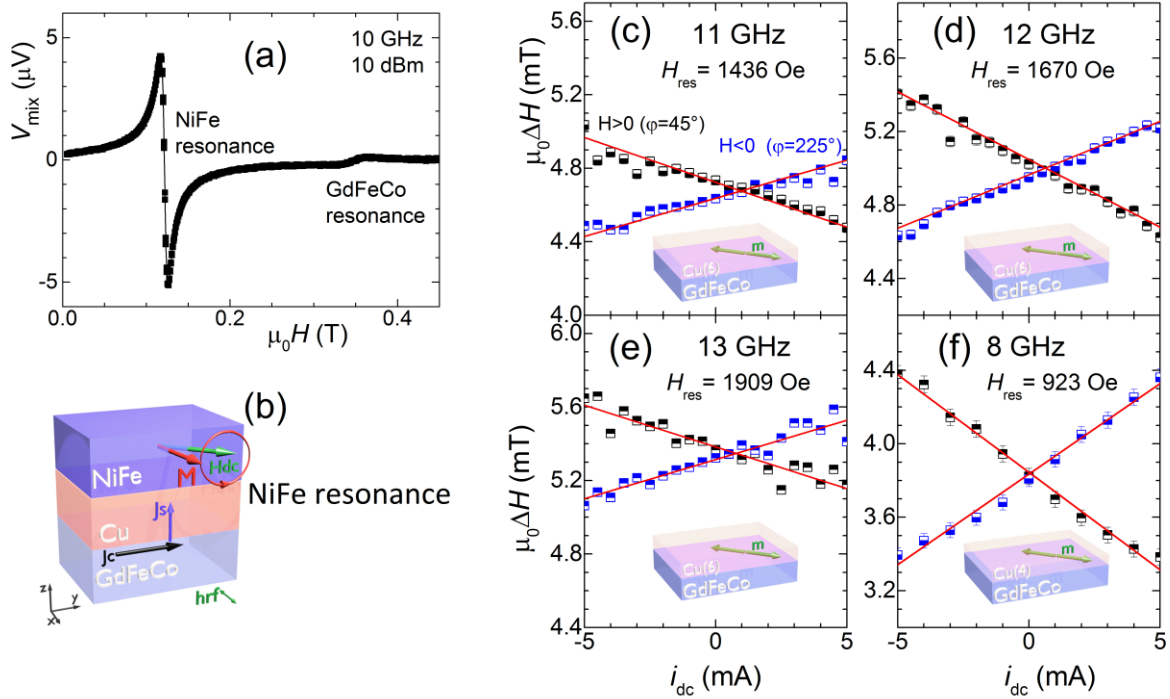 (a)
10 GHz
10 dBm
V_mix (μV)
5
0
-5
NiFe
resonance
GdFeCo
resonance
0.0 0.2 0.4
μ₀H (T)
(b)
NiFe
M
Hdc
Cu
Js
Jc
GdFeCo
z
y
x
hrf
NiFe resonance
(c) 11 GHz
H_res = 1436 Oe
μ₀ΔH (mT)
5.2
4.8
4.4
4.0
H>0 (φ=45°)
H<0 (φ=225°)
m
Cu(6)
GdFeCo
(d) 12 GHz
H_res = 1670 Oe
5.6
5.2
4.8
4.4
m
Cu(6)
GdFeCo
(e) 13 GHz
H_res = 1909 Oe
μ₀ΔH (mT)
6.0
5.6
5.2
4.8
4.4
m
Cu(6)
GdFeCo
-5 0 5
i_dc (mA)
(f) 8 GHz
H_res = 923 Oe
4.4
4.0
3.6
3.2
m
Cu(4)
GdFeCo
-5 0 5
i_dc (mA)